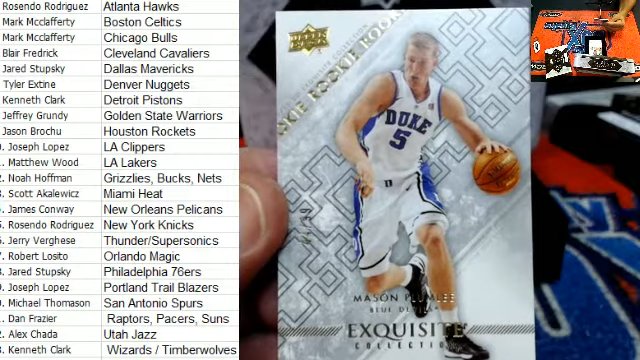 Rosendo Rodriguez Atlanta Hawks
Mark Mcclafferty Boston Celtics
Mark Mcclafferty Chicago Bulls
Blair Fredrick Cleveland Cavaliers
Jared Stupsky Dallas Mavericks
Tyler Extine Denver Nuggets
Kenneth Clark Detroit Pistons
Jeffrey Grundy Golden State Warriors
Jason Brochu Houston Rockets
Joseph Lopez LA Clippers
Matthew Wood LA Lakers
Noah Hoffman Grizzlies, Bucks, Nets
Scott Akalewicz Miami Heat
James Conway New Orleans Pelicans
Rosendo Rodriguez New York Knicks
Jerry Verghese Thunder/Supersonics
Robert Losito Orlando Magic
Jared Stupsky Philadelphia 76ers
Joseph Lopez Portland Trail Blazers
Michael Thomason San Antonio Spurs
Dan Frazier Raptors, Pacers, Suns
Alex Chada Utah Jazz
Kenneth Clark Wizards / Timberwolves
UPPER DECK
ROOKIE ROOKIE
DUKE
5
MASON PLUMLEE
BLUE DEVILS
EXQUISITE
COLLECTION